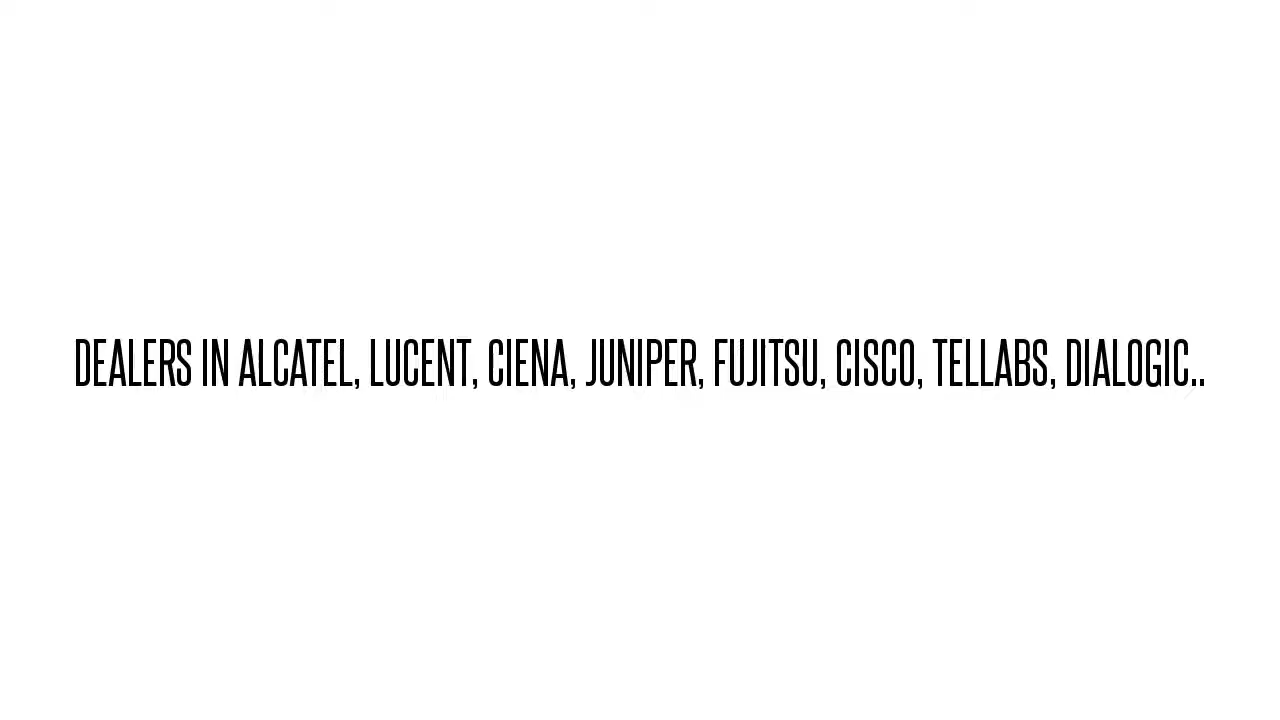 DEALERS IN ALCATEL, LUCENT, CIENA, JUNIPER, FUJITSU, CISCO, TELLABS, DIALOGIC..